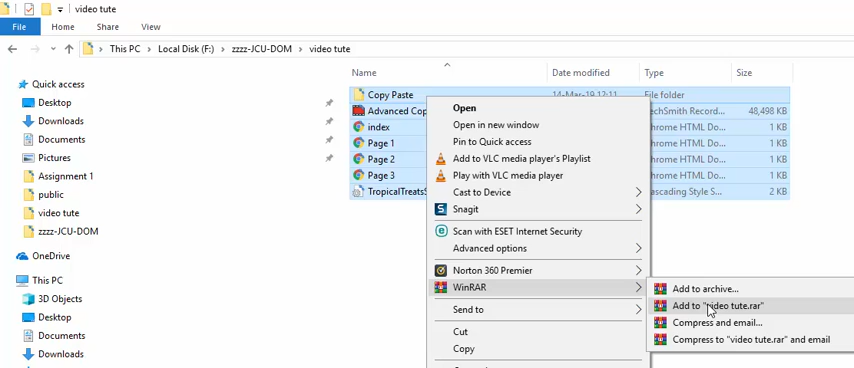 video tute
File Home Share View
This PC Local Disk (F:) zzzz-JCU-DOM video tute
Name Date modified Type Size
Quick access
Desktop
Downloads
Documents
Pictures
Assignment 1
public
video tute
zzzz-JCU-DOM
OneDrive
This PC
3D Objects
Desktop
Documents
Downloads
Copy Paste 14-Mar-19 12:11 File folder
Advanced Cop TechSmith Record... 48,498 KB
index Chrome HTML Do... 1 KB
Page 1 Chrome HTML Do... 1 KB
Page 2 Chrome HTML Do... 1 KB
Page 3 Chrome HTML Do... 1 KB
TropicalTreatsS Cascading Style S... 2 KB
Open
Open in new window
Pin to Quick access
Add to VLC media player's Playlist
Play with VLC media player
Cast to Device
Snagit
Scan with ESET Internet Security
Advanced options
Norton 360 Premier
WinRAR
Send to
Cut
Copy
Add to archive...
Add to "video tute.rar"
Compress and email...
Compress to "video tute.rar" and email